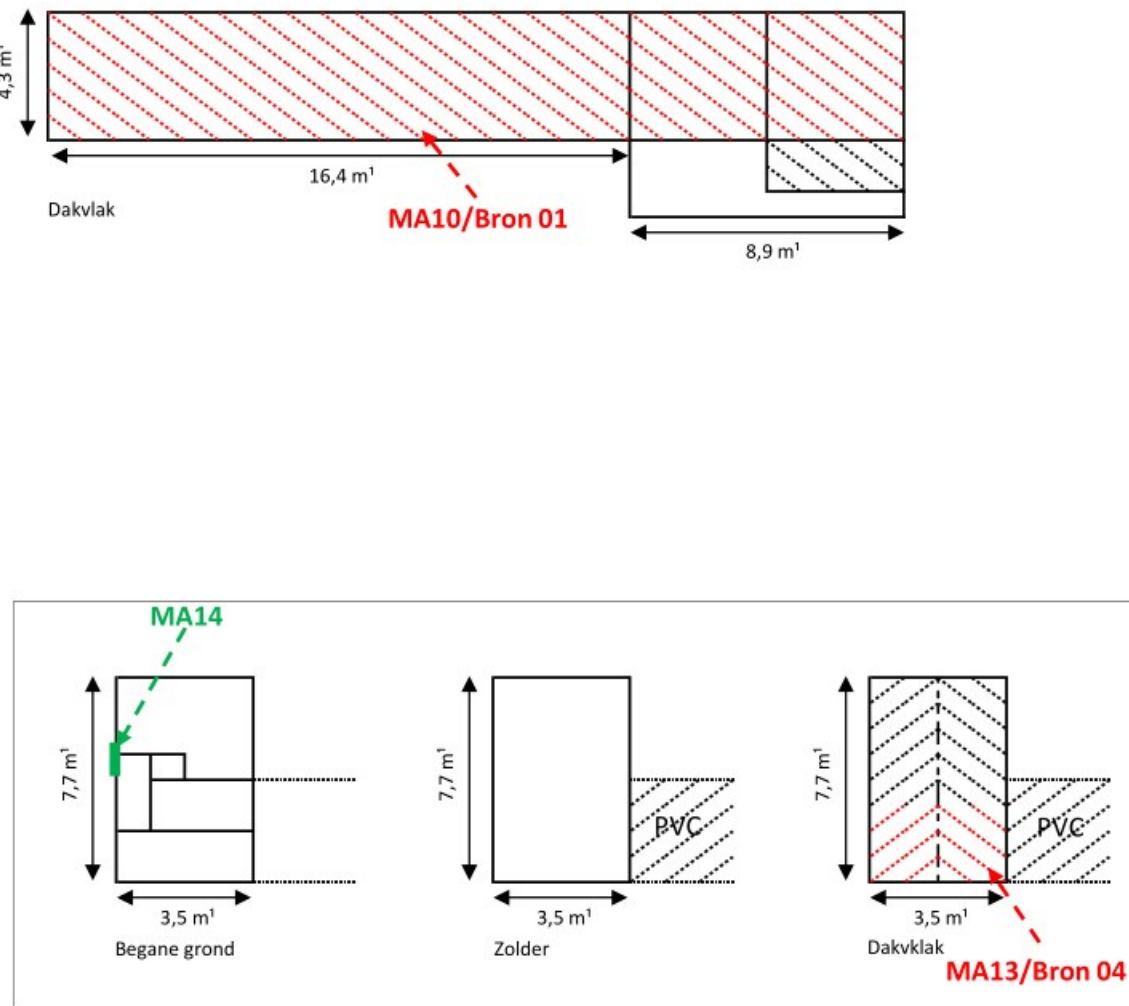 4,3 m¹
16,4 m¹
Dakvlak
MA10/Bron 01
8,9 m¹
MA14
7,7 m¹
7,7 m¹
7,7 m¹
PVC
PVC
3,5 m¹
3,5 m¹
3,5 m¹
Begane grond
Zolder
Dakvklak
MA13/Bron 04